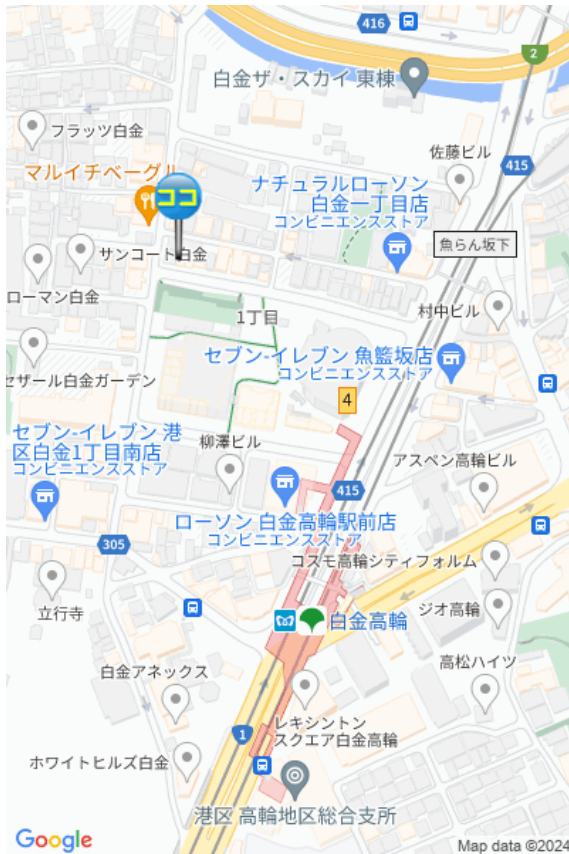 416
2
白金ザ・スカイ 東棟
フラッツ白金
佐藤ビル
415
マルイチベーグル
ココ
ナチュラルローソン
白金一丁目店
コンビニエンスストア
魚らん坂下
サンコート白金
ローマン白金
1丁目
村中ビル
セブン-イレブン 魚籃坂店
コンビニエンスストア
セザール白金ガーデン
4
セブン-イレブン 港
区白金1丁目南店
コンビニエンスストア
柳澤ビル
アスペン高輪ビル
415
ローソン 白金高輪駅前店
コンビニエンスストア
305
コスモ高輪シティフォルム
立行寺
白金高輪
ジオ高輪
白金アネックス
高松ハイツ
レキシントン
スクエア白金高輪
1
ホワイトヒルズ白金
港区 高輪地区総合支所
Google
Map data ©2024